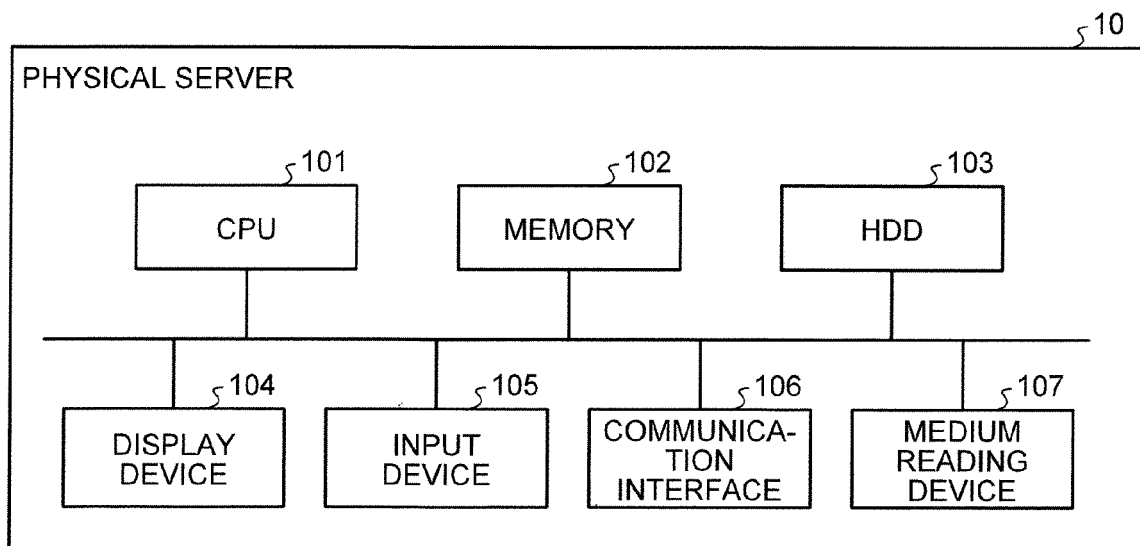 10
PHYSICAL SERVER
101
102
103
CPU
MEMORY
HDD
104
105
106
107
DISPLAY
DEVICE
INPUT
DEVICE
COMMUNICA-
TION
INTERFACE
MEDIUM
READING
DEVICE